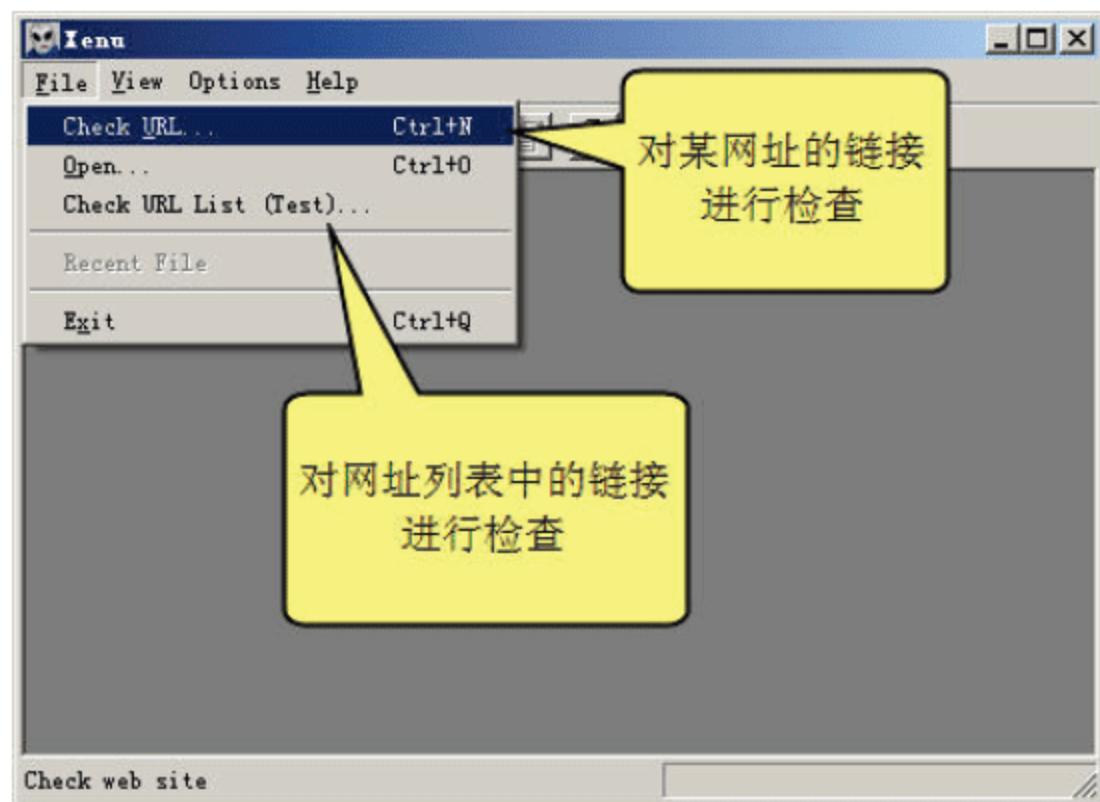 Xenu
File View Options Help
Check URL... Ctrl+N
Open... Ctrl+O
Check URL List (Test)...
Recent File
Exit Ctrl+Q
对某网址的链接
进行检查
对网址列表中的链接
进行检查
Check web site